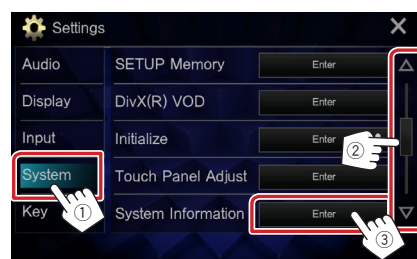 Settings
Audio
SETUP Memory
Enter
Display
DivX(R) VOD
Enter
Input
Initialize
Enter
②
System
Touch Panel Adjust
Enter
Key
①
System Information
Enter
③